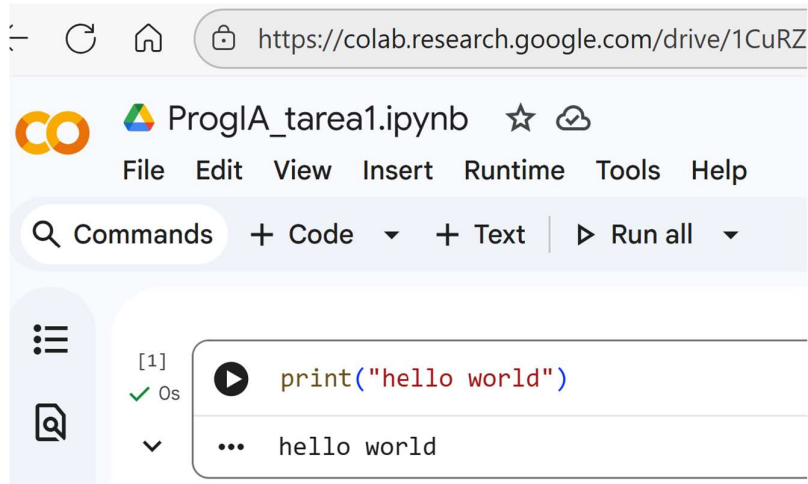 https://colab.research.google.com/drive/1CuRZ
ProgIA_tarea1.ipynb
File Edit View Insert Runtime Tools Help
Commands + Code + Text Run all
[1]
0s
print("hello world")
hello world